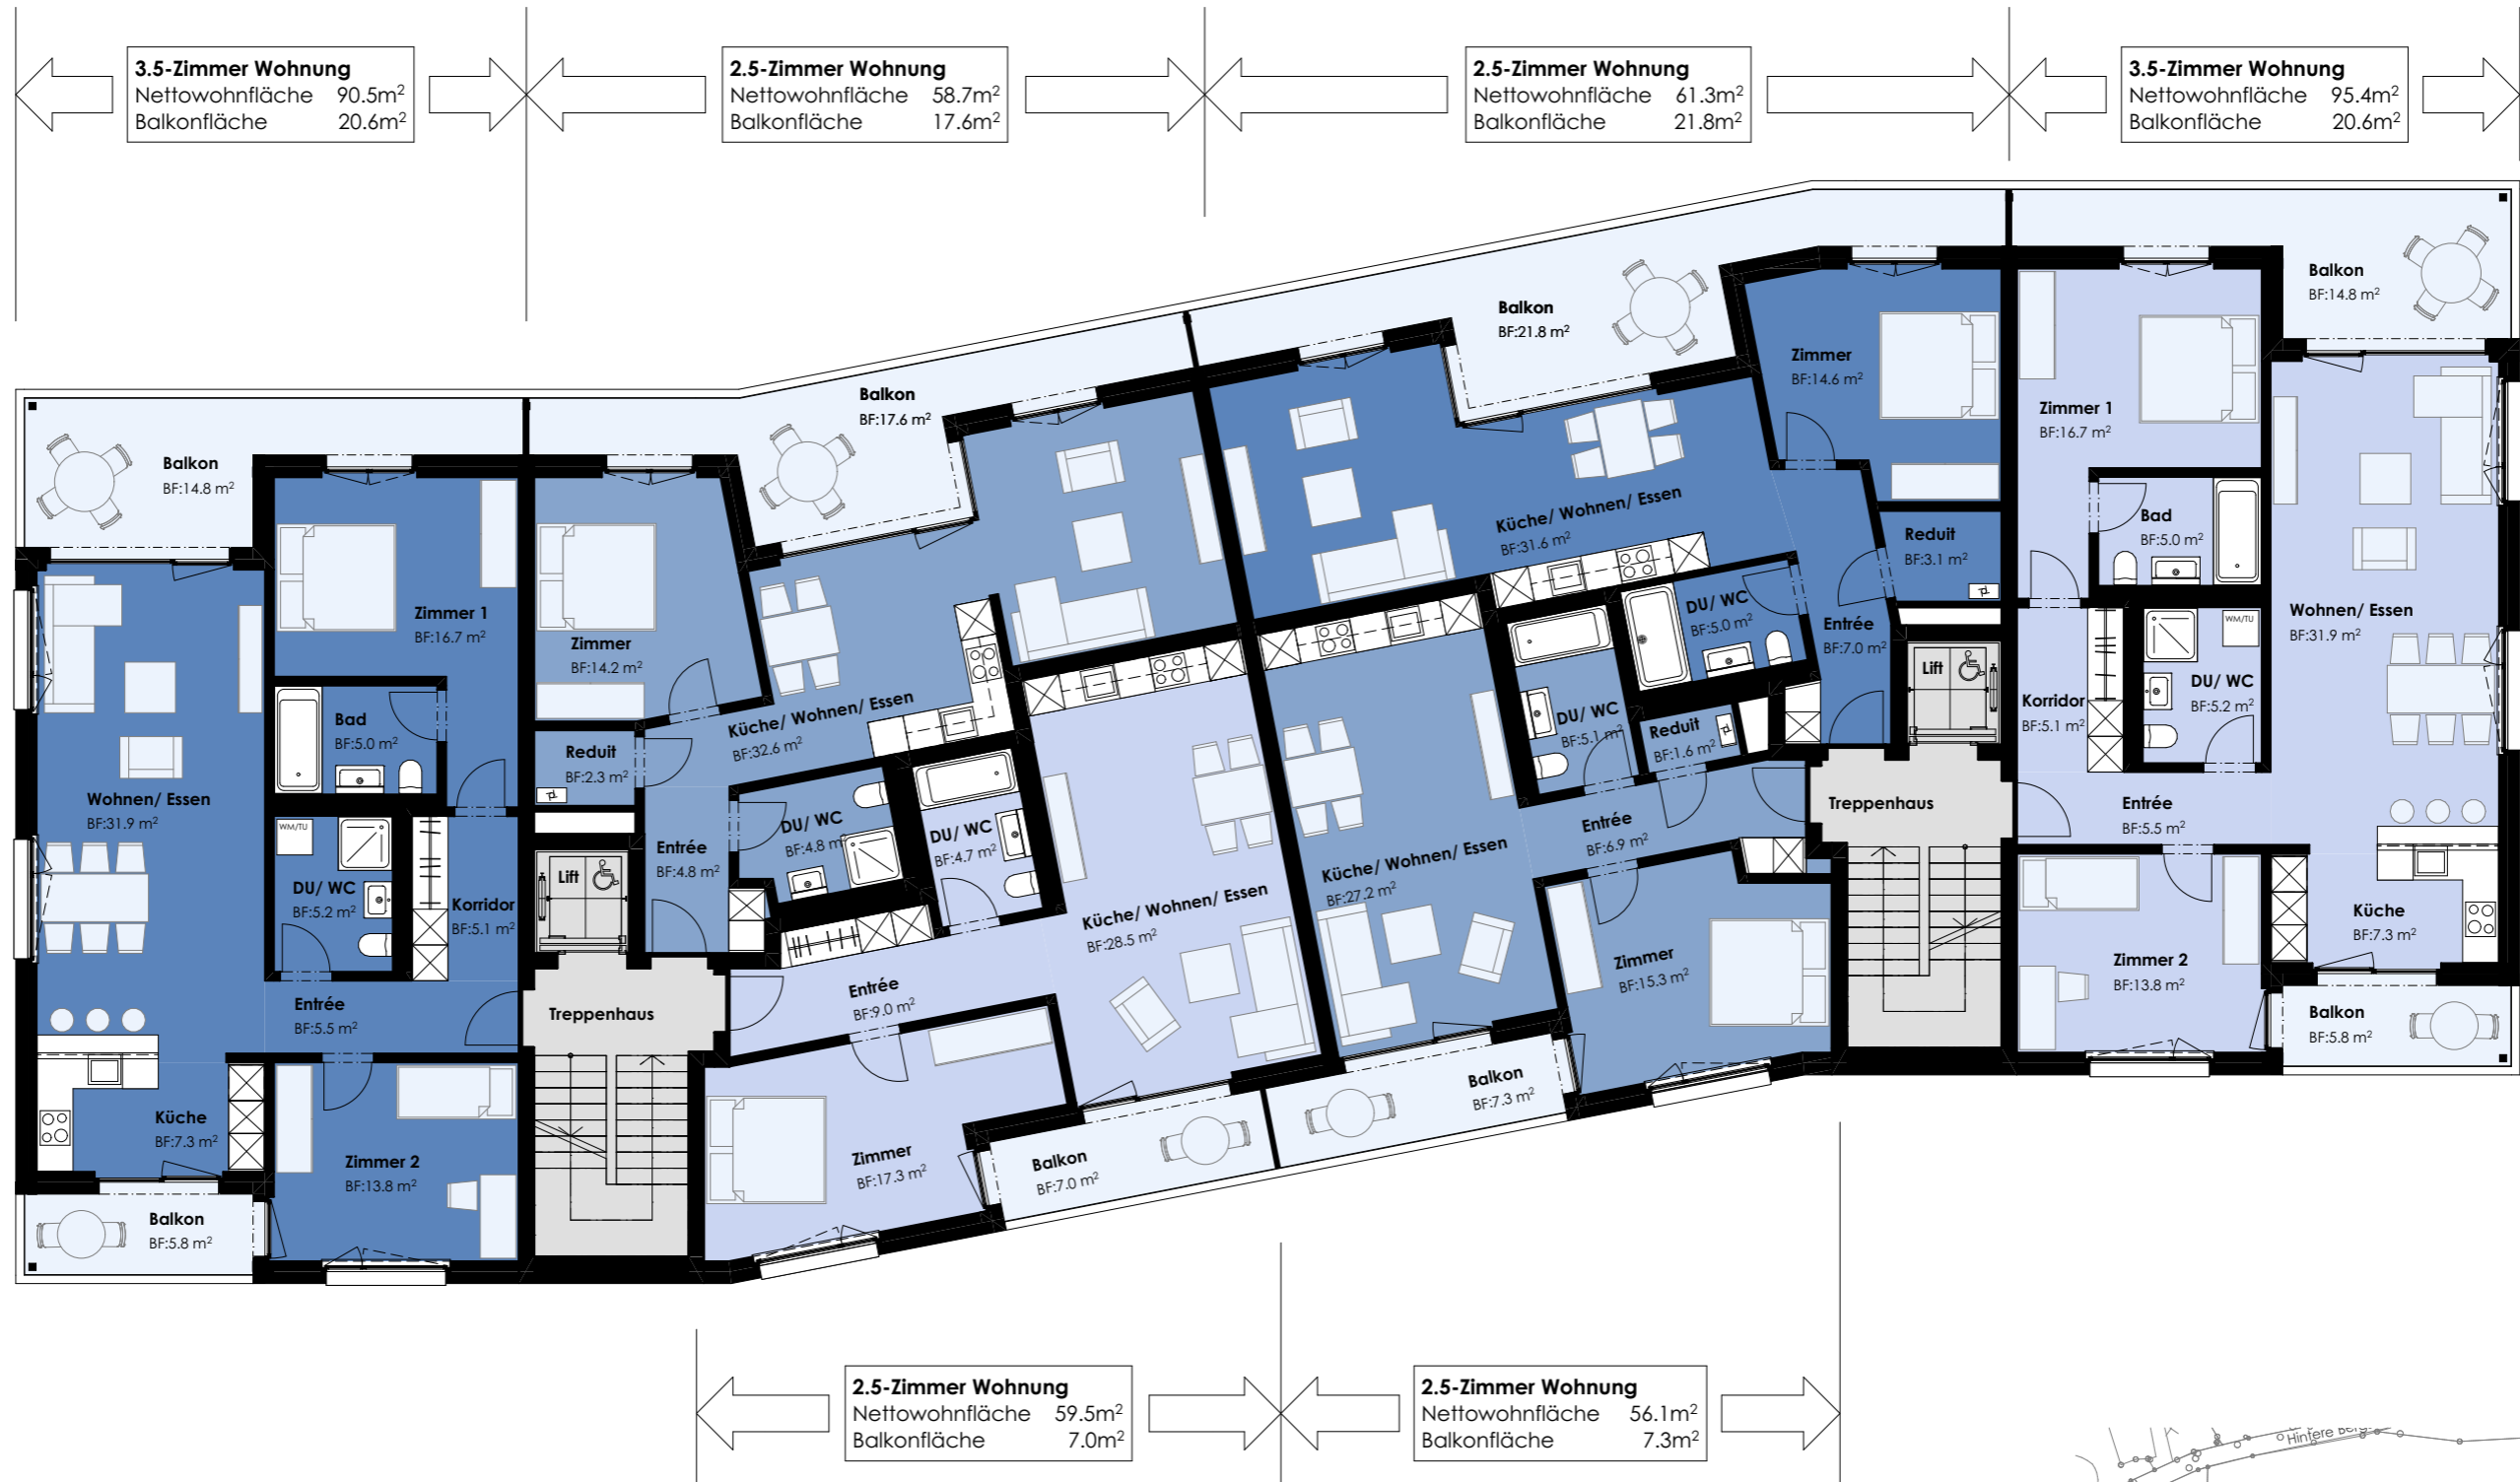 3.5-Zimmer Wohnung
Nettowohnfläche 90.5m²
Balkonfläche 20.6m²
2.5-Zimmer Wohnung
Nettowohnfläche 58.7m²
Balkonfläche 17.6m²
2.5-Zimmer Wohnung
Nettowohnfläche 61.3m²
Balkonfläche 21.8m²
3.5-Zimmer Wohnung
Nettowohnfläche 95.4m²
Balkonfläche 20.6m²
Balkon
BF:14.8 m²
Zimmer 1
BF:16.7 m²
Bad
BF:5.0 m²
Wohnen/ Essen
BF:31.9 m²
WM/TU
DU/ WC
BF:5.2 m²
Korridor
BF:5.1 m²
Entrée
BF:5.5 m²
Küche
BF:7.3 m²
Zimmer 2
BF:13.8 m²
Balkon
BF:5.8 m²
Balkon
BF:17.6 m²
Zimmer
BF:14.2 m²
Küche/ Wohnen/ Essen
BF:32.6 m²
Reduit
BF:2.3 m²
DU/ WC
BF:4.8 m²
Entrée
BF:4.8 m²
Lift
Treppenhaus
DU/ WC
BF:4.7 m²
Küche/ Wohnen/ Essen
BF:28.5 m²
Entrée
BF:9.0 m²
Zimmer
BF:17.3 m²
Balkon
BF:7.0 m²
Balkon
BF:21.8 m²
Zimmer
BF:14.6 m²
Küche/ Wohnen/ Essen
BF:31.6 m²
Reduit
BF:3.1 m²
DU/ WC
BF:5.0 m²
Entrée
BF:7.0 m²
Lift
DU/ WC
BF:5.1 m²
Reduit
BF:1.6 m²
Treppenhaus
Entrée
BF:6.9 m²
Küche/ Wohnen/ Essen
BF:27.2 m²
Zimmer
BF:15.3 m²
Balkon
BF:7.3 m²
Balkon
BF:14.8 m²
Zimmer 1
BF:16.7 m²
Bad
BF:5.0 m²
Wohnen/ Essen
BF:31.9 m²
WM/TU
DU/ WC
BF:5.2 m²
Korridor
BF:5.1 m²
Entrée
BF:5.5 m²
Küche
BF:7.3 m²
Zimmer 2
BF:13.8 m²
Balkon
BF:5.8 m²
2.5-Zimmer Wohnung
Nettowohnfläche 59.5m²
Balkonfläche 7.0m²
2.5-Zimmer Wohnung
Nettowohnfläche 56.1m²
Balkonfläche 7.3m²
Hintere